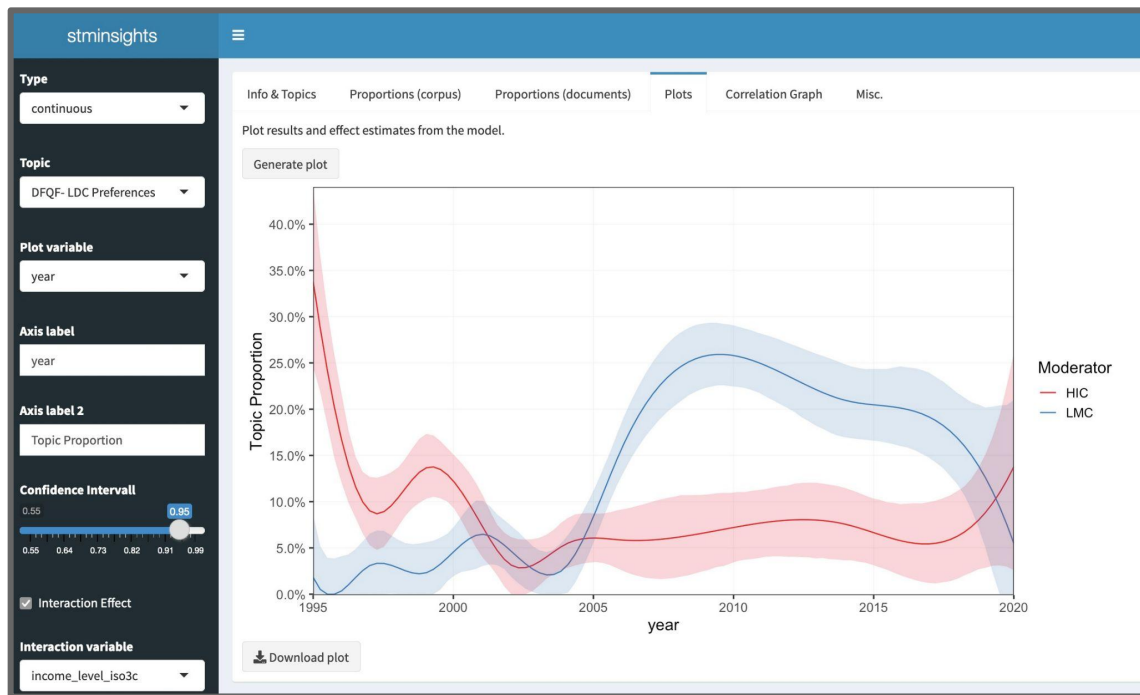 stminsights
Type
continuous
Topic
DFQF- LDC Preferences
Plot variable
year
Axis label
year
Axis label 2
Topic Proportion
Confidence Intervall
0.55
0.95
0.55 0.64 0.73 0.82 0.91 0.99
Interaction Effect
Interaction variable
income_level_iso3c
Info & Topics Proportions (corpus) Proportions (documents) Plots Correlation Graph Misc.
Plot results and effect estimates from the model.
Generate plot
Topic Proportion
40.0%
35.0%
30.0%
25.0%
20.0%
15.0%
10.0%
5.0%
0.0%
1995 2000 2005 2010 2015 2020
year
Moderator
HIC
LMC
Download plot